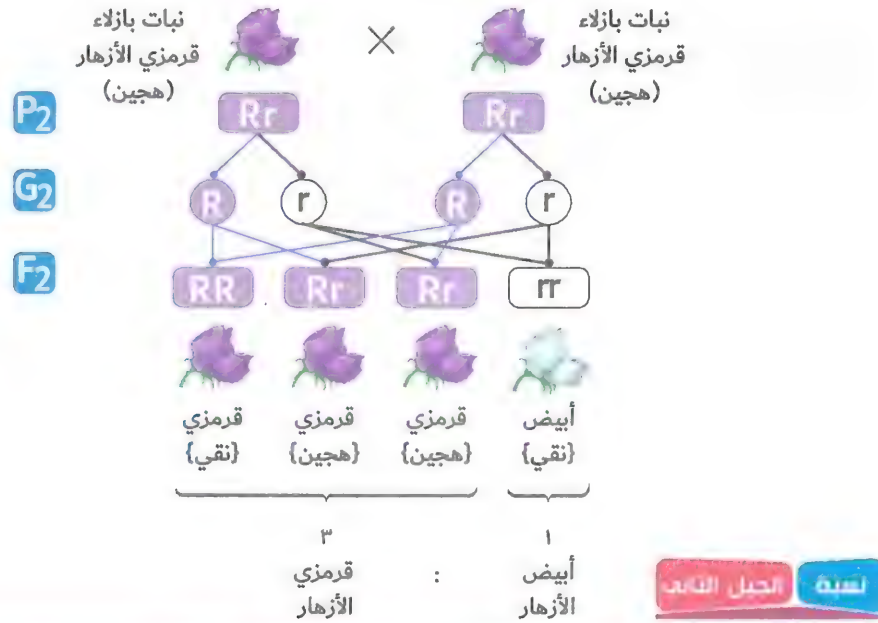 نبات بازلاء
قرمزي الأزهار
(هجين)
×
نبات بازلاء
قرمزي الأزهار
(هجين)
P2
Rr
Rr
G2
R
r
R
r
F2
RR
Rr
Rr
rr
قرمزي
{نقي}
قرمزي
{هجين}
قرمزي
{هجين}
أبيض
{نقي}
٣
قرمزي
الأزهار
:
١
أبيض
الأزهار
نسبة الجيل الثاني